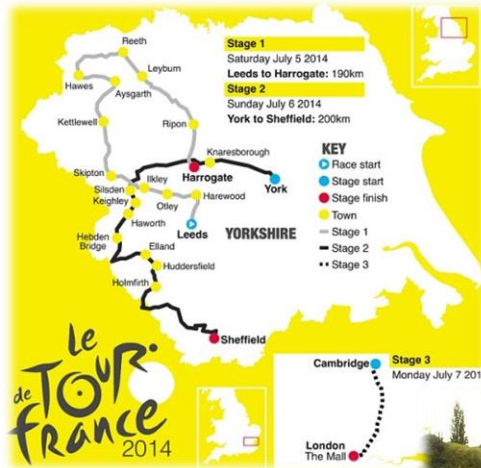 Stage 1
Saturday July 5 2014
Leeds to Harrogate: 190km
Stage 2
Sunday July 6 2014
York to Sheffield: 200km
Reeth
Leyburn
Hawes
Aysgarth
Kettlewell
Ripon
Knaresborough
Harrogate
York
Skipton
Ilkley
Silsden
Keighley
Otley
Harewood
Haworth
Leeds
YORKSHIRE
Hebden
Bridge
Elland
Huddersfield
Holmfirth
Sheffield
KEY
Race start
Stage start
Stage finish
Town
Stage 1
Stage 2
Stage 3
Le
de
TOUR
france
2014
Cambridge
Stage 3
Monday July 7
London
The Mall